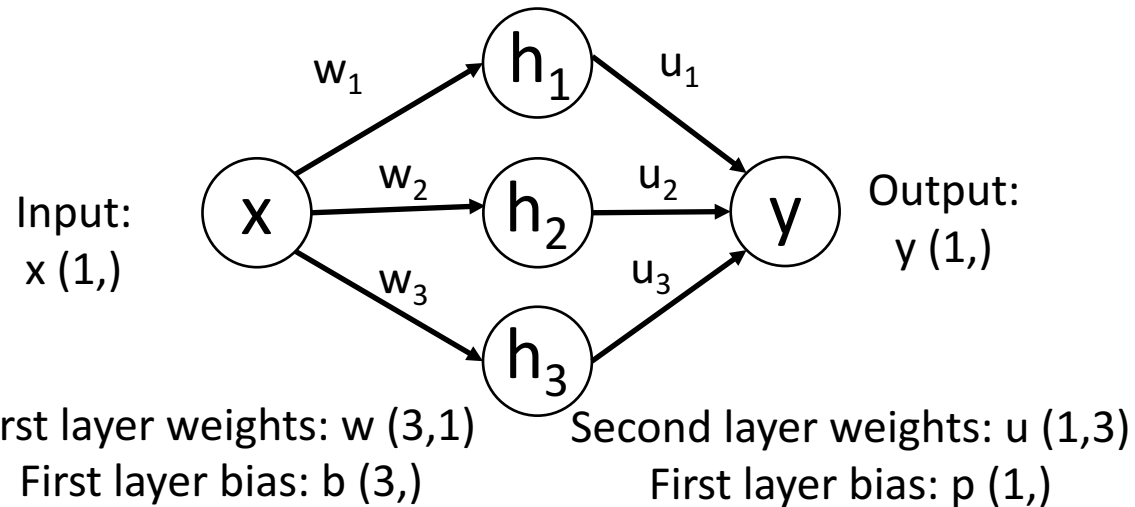 h1
w1
u1
w2
u2
Input:
x (1,)
x
h2
y
Output:
y (1,)
w3
u3
h3
rst layer weights: w (3,1)
Second layer weights: u (1,3)
First layer bias: b (3,)
First layer bias: p (1,)